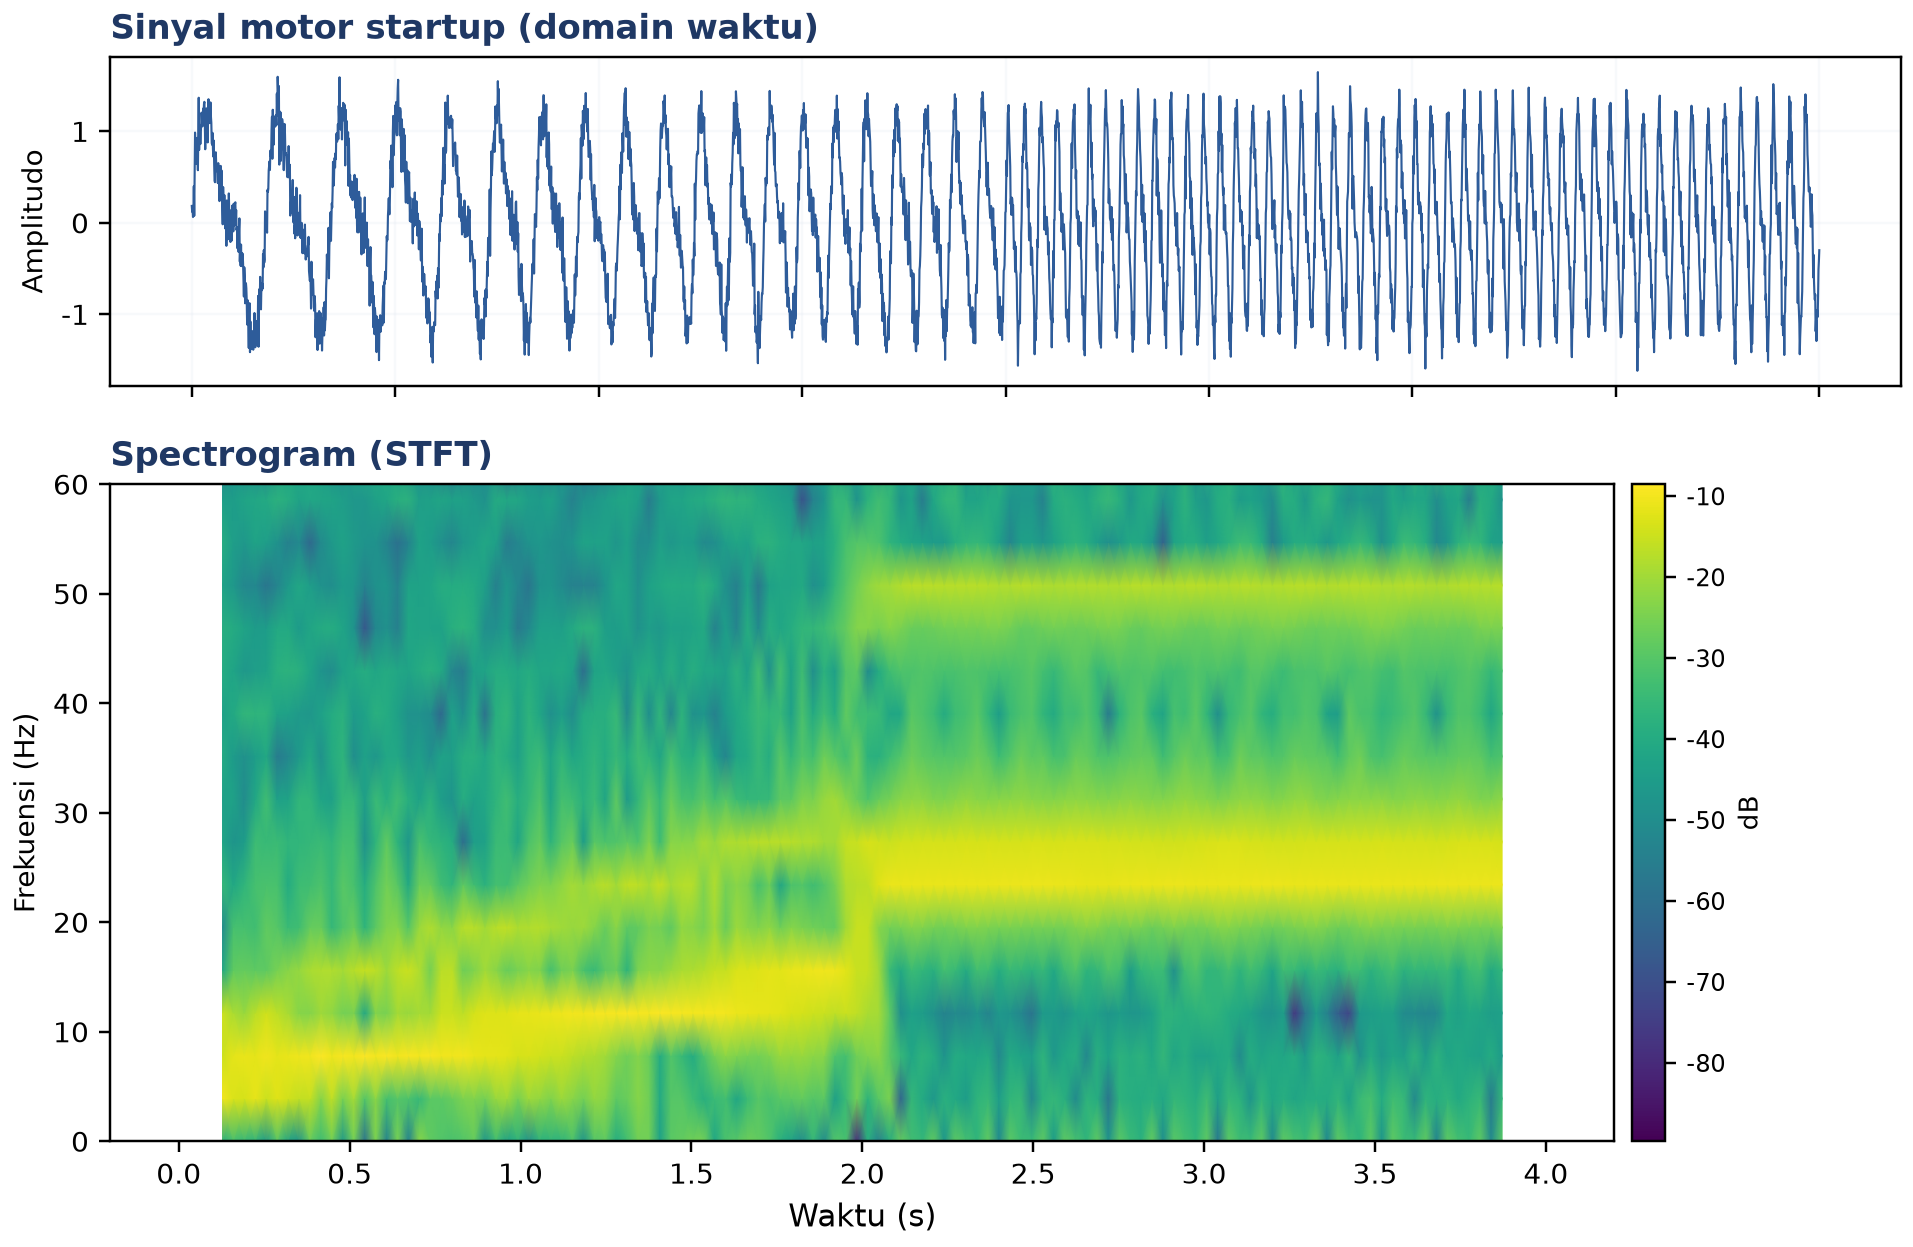 Sinyal motor startup (domain waktu)
Amplitudo
1
0
-1
Spectrogram (STFT)
Frekuensi (Hz)
60
50
40
30
20
10
0
0.0 0.5 1.0 1.5 2.0 2.5 3.0 3.5 4.0
Waktu (s)
-10
-20
-30
-40
-50
-60
-70
-80
dB